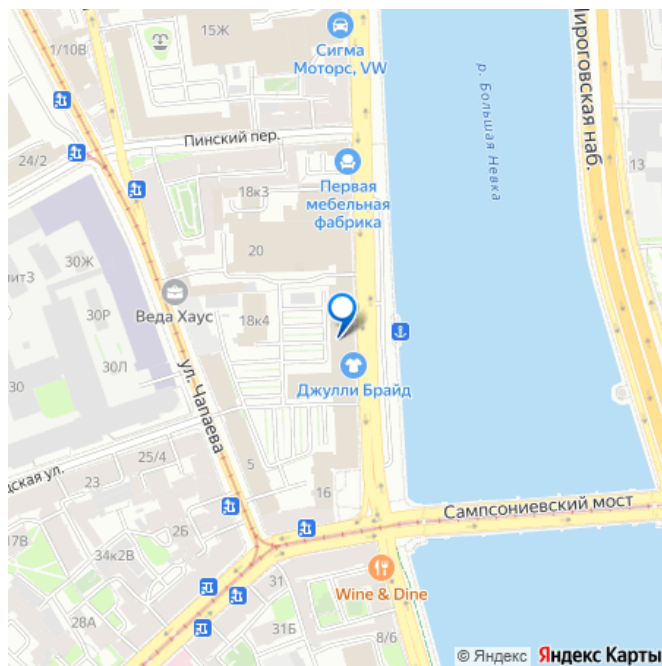 15Ж
1/10В
Сигма
Моторс, VW
Пироговская наб.
р. Большая Невка
Пинский пер.
24/2
13
18к3
Первая
мебельная
фабрика
20
30Ж
30Р
Веда Хаус
18к4
30Л
30
Джулли Брайд
ул. Чапаева
25/4
5
23
16
Сампсониевский мост
2Б
17В
34к2В
31
Wine & Dine
28А
31Б
8/6
© Яндекс Яндекс Карты